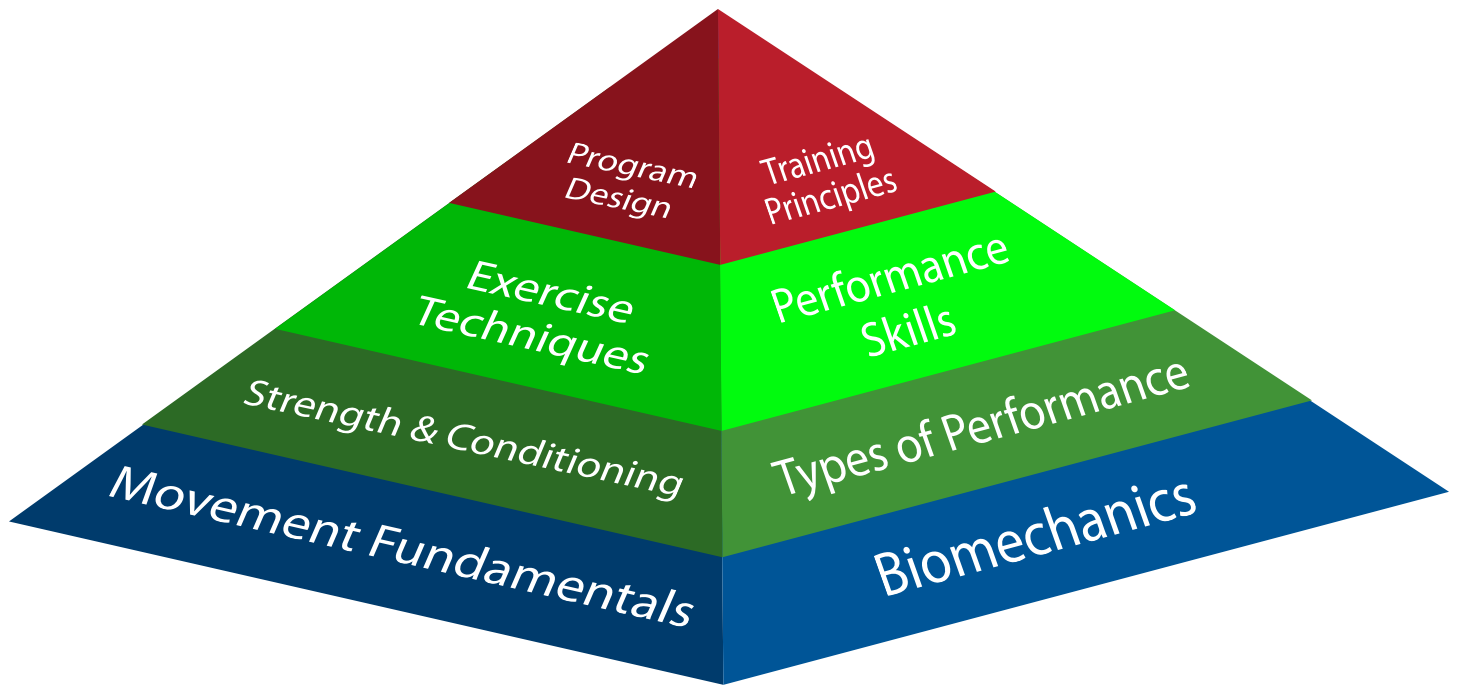 Program
Design
Training
Principles
Exercise
Techniques
Performance
Skills
Strength & Conditioning
Types of Performance
Movement Fundamentals
Biomechanics